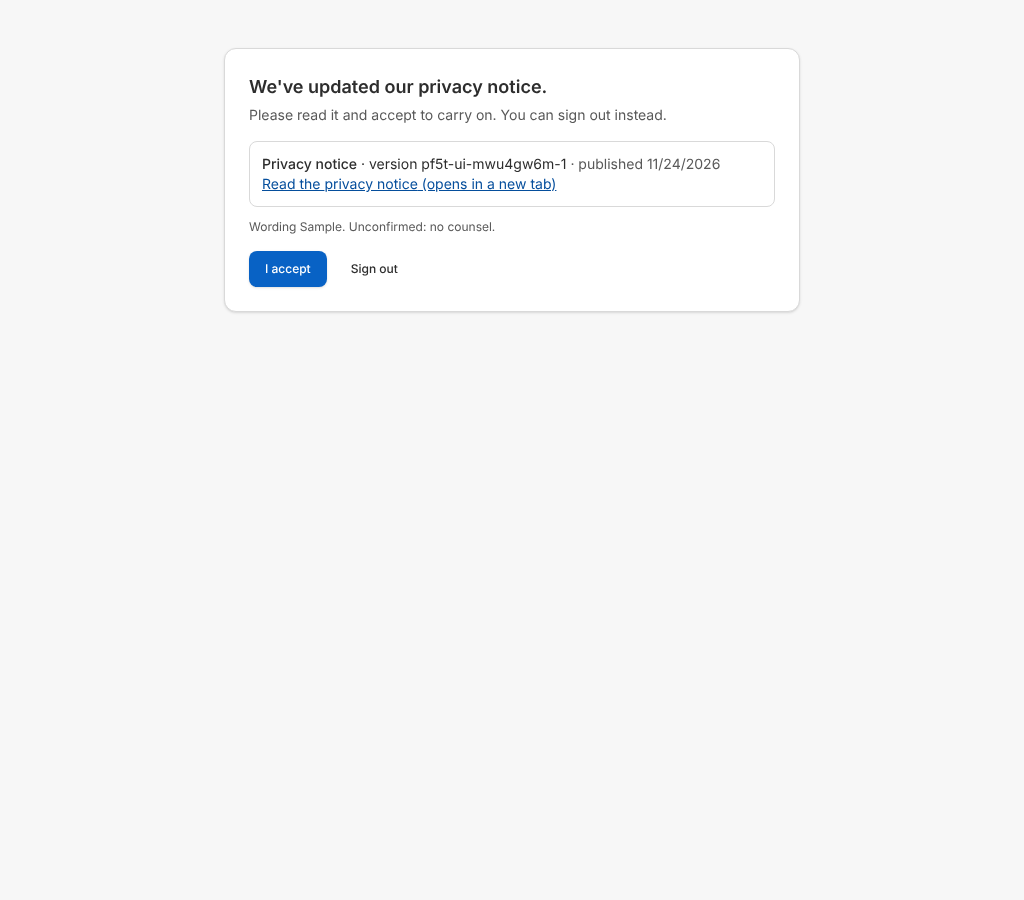 We've updated our privacy notice.
Please read it and accept to carry on. You can sign out instead.
Privacy notice · version pf5t-ui-mwu4gw6m-1 · published 11/24/2026
Read the privacy notice (opens in a new tab)
Wording Sample. Unconfirmed: no counsel.
I accept
Sign out